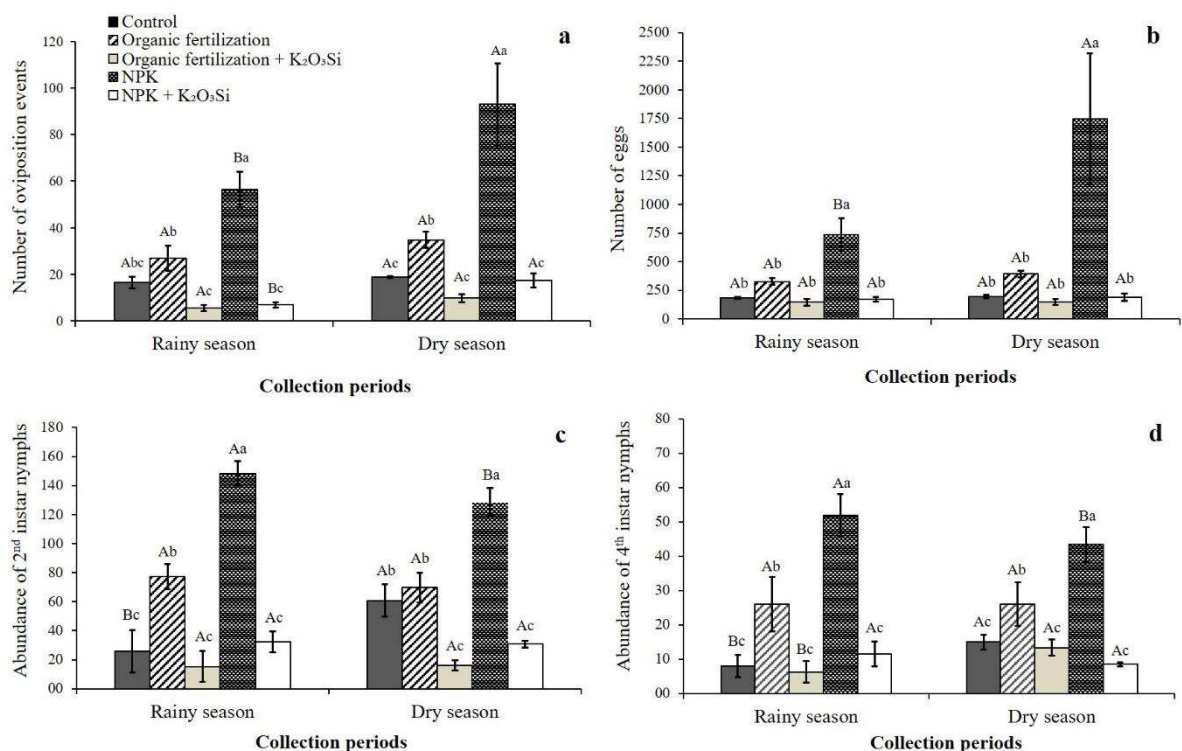 Control
Organic fertilization
Organic fertilization + K₂O₃Si
NPK
NPK + K₂O₃Si
a
Number of oviposition events
120
100
80
60
40
20
0
Abc
Ab
Ac
Ba
Bc
Ac
Ab
Ac
Aa
Ac
Rainy season
Dry season
Collection periods
b
Number of eggs
2500
2250
2000
1750
1500
1250
1000
750
500
250
0
Ab
Ab
Ab
Ba
Ab
Ab
Ab
Ab
Aa
Ab
Rainy season
Dry season
Collection periods
c
Abundance of 2nd instar nymphs
180
160
140
120
100
80
60
40
20
00
Bc
Ab
Ac
Aa
Ac
Ab
Ab
Ac
Ba
Ac
Rainy season
Dry season
Collection periods
d
Abundance of 4th instar nymphs
80
70
60
50
40
30
20
10
00
Bc
Ab
Bc
Aa
Ac
Ac
Ab
Ac
Ba
Ac
Rainy season
Dry season
Collection periods